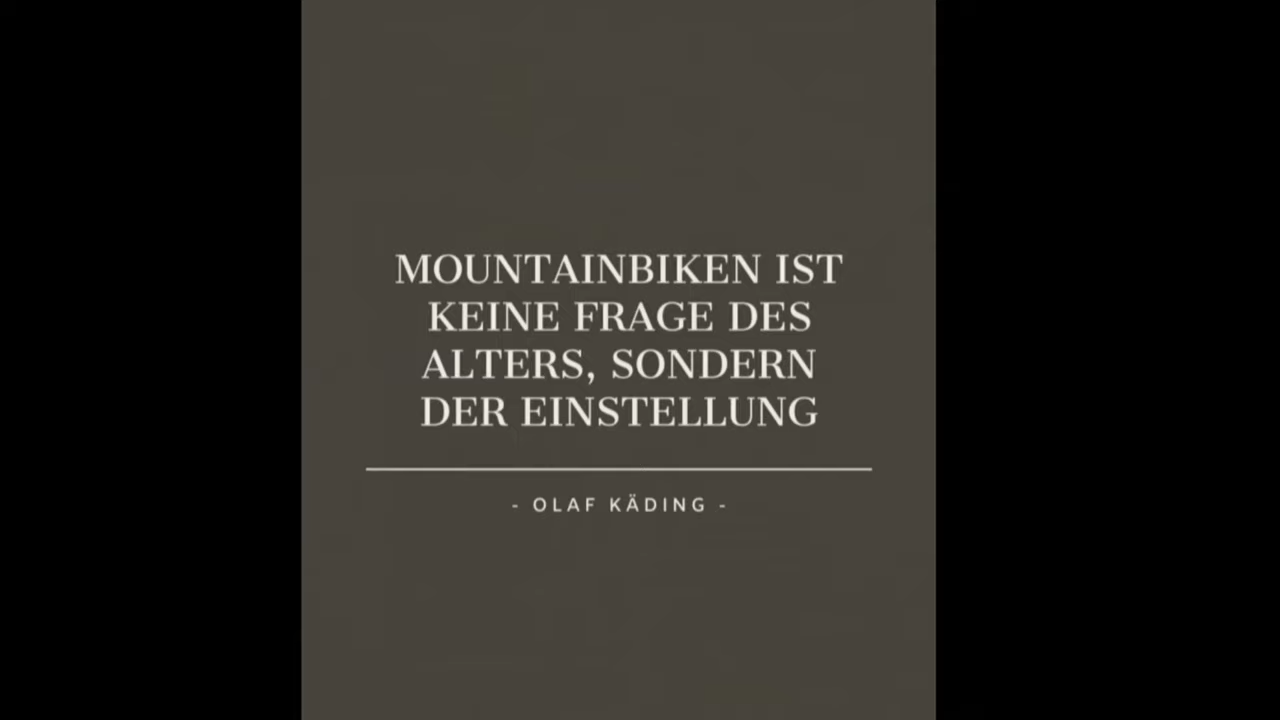 MOUNTAINBIKEN IST
KEINE FRAGE DES
ALTERS, SONDERN
DER EINSTELLUNG
- OLAF KÄDING -